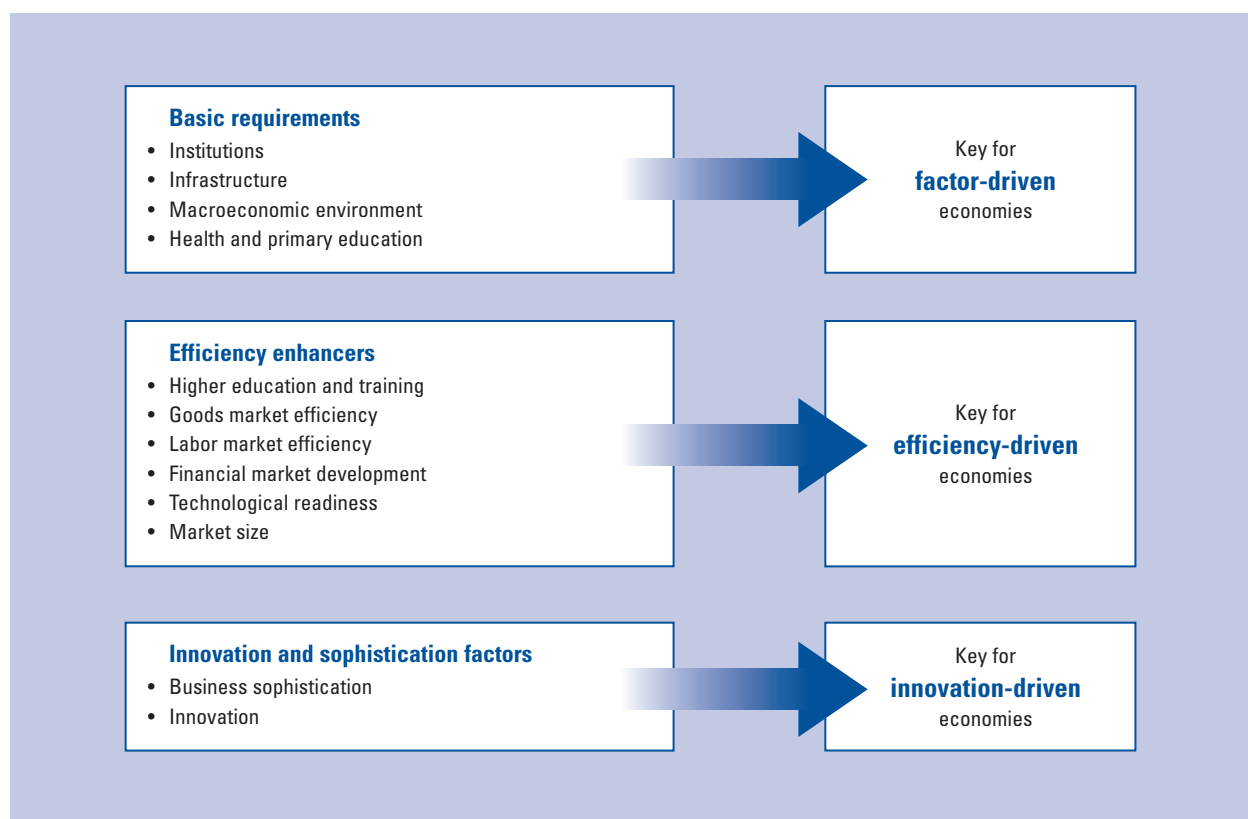 Basic requirements
• Institutions
• Infrastructure
• Macroeconomic environment
• Health and primary education
Key for
factor-driven
economies
Efficiency enhancers
• Higher education and training
• Goods market efficiency
• Labor market efficiency
• Financial market development
• Technological readiness
• Market size
Key for
efficiency-driven
economies
Innovation and sophistication factors
• Business sophistication
• Innovation
Key for
innovation-driven
economies